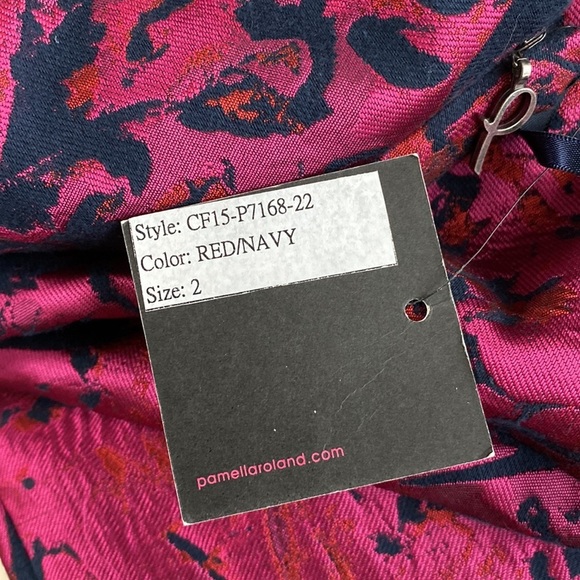 Style: CF15-P7168-22
Color: RED/NAVY
Size: 2
pamellaroland.com